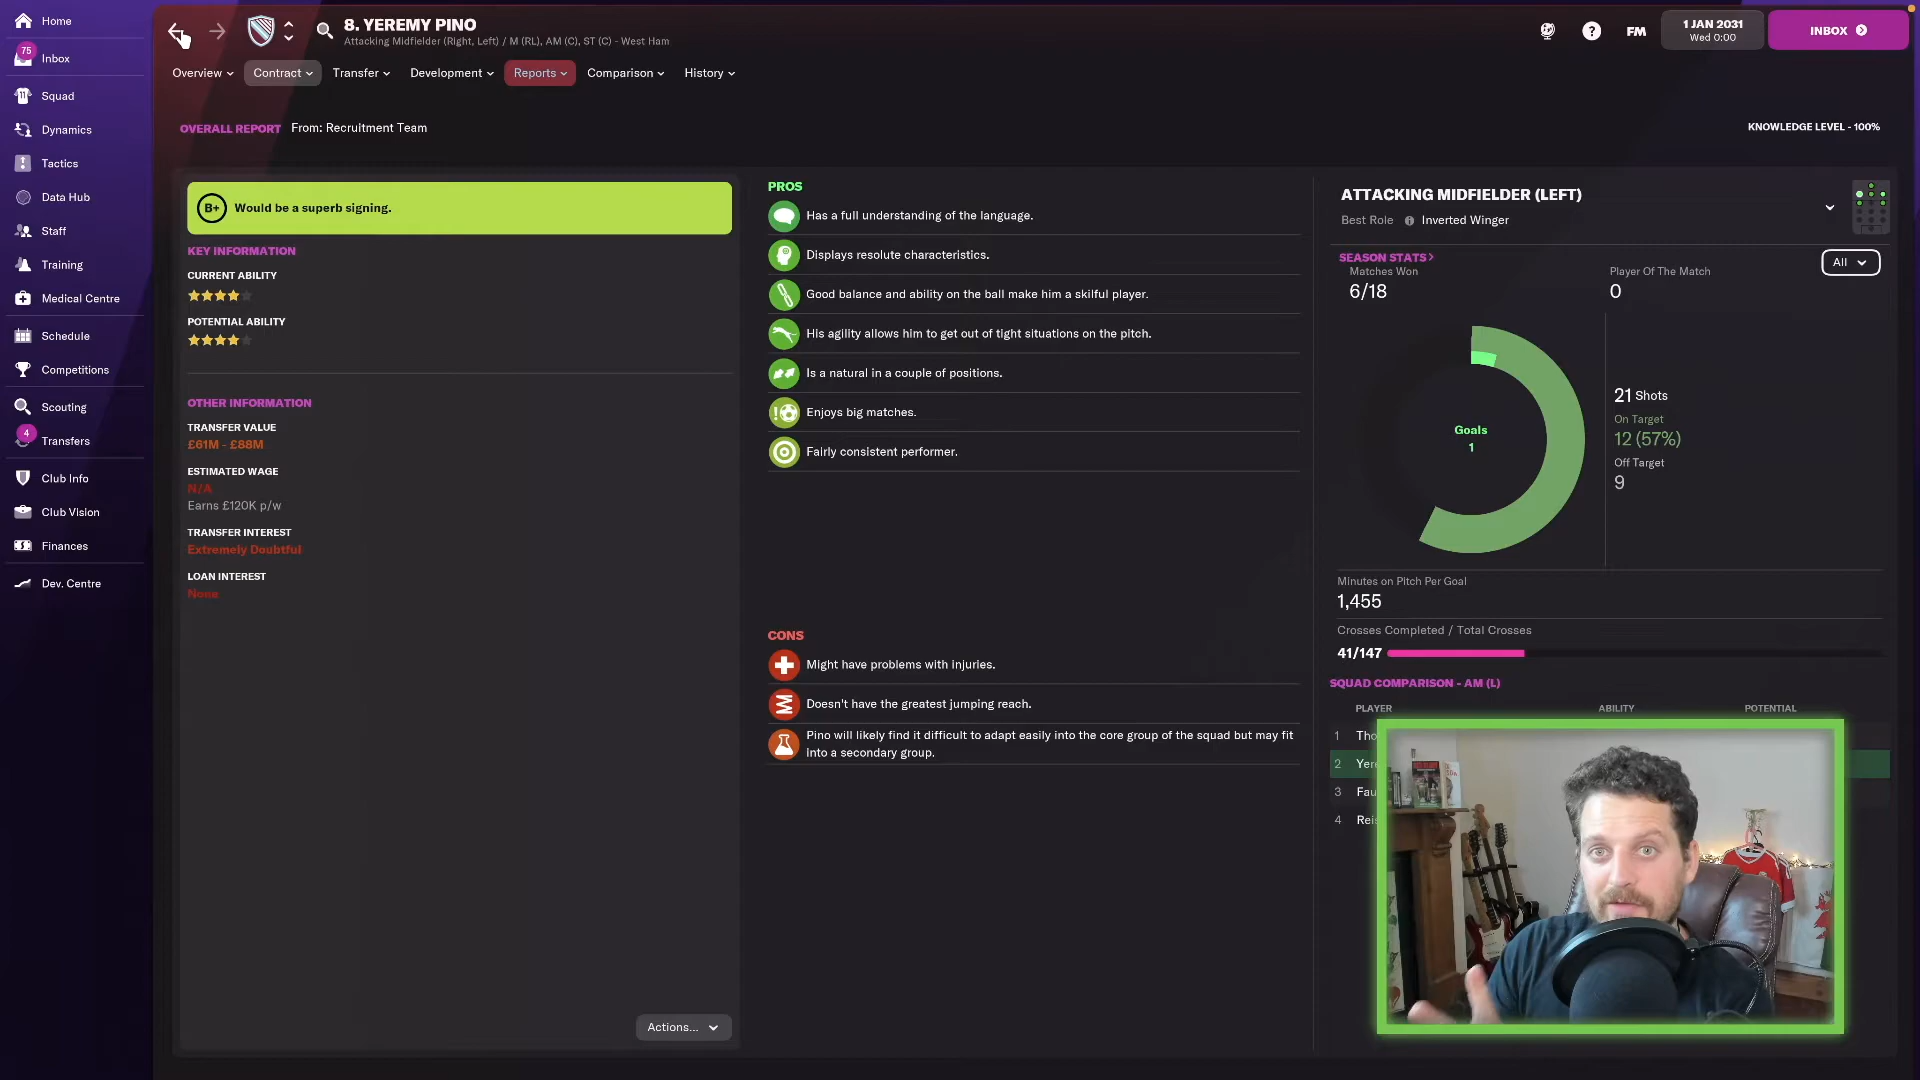 Home
75
Inbox
Squad
Dynamics
Tactics
Data Hub
Staff
Training
Medical Centre
Schedule
Competitions
Scouting
4
Transfers
Club Info
Club Vision
Finances
Dev. Centre
8. YEREMY PINO
Attacking Midfielder (Right, Left) / M (RL), AM (C), ST (C) - West Ham
FM
1 JAN 2031
Wed 0:00
INBOX
Overview
Contract
Transfer
Development
Reports
Comparison
History
OVERALL REPORT From: Recruitment Team
KNOWLEDGE LEVEL - 100%
B+ Would be a superb signing.
KEY INFORMATION
CURRENT ABILITY
POTENTIAL ABILITY
OTHER INFORMATION
TRANSFER VALUE
£61M - £88M
ESTIMATED WAGE
N/A
Earns £120K p/w
TRANSFER INTEREST
Extremely Doubtful
LOAN INTEREST
None
Actions...
PROS
Has a full understanding of the language.
Displays resolute characteristics.
Good balance and ability on the ball make him a skilful player.
His agility allows him to get out of tight situations on the pitch.
Is a natural in a couple of positions.
Enjoys big matches.
Fairly consistent performer.
CONS
Might have problems with injuries.
Doesn't have the greatest jumping reach.
Pino will likely find it difficult to adapt easily into the core group of the squad but may fit
into a secondary group.
ATTACKING MIDFIELDER (LEFT)
Best Role Inverted Winger
SEASON STATS>
All
Matches Won
6/18
Player Of The Match
0
Goals
1
21 Shots
On Target
12 (57%)
Off Target
9
Minutes on Pitch Per Goal
1,455
Crosses Completed / Total Crosses
41/147
SQUAD COMPARISON - AM (L)
PLAYER ABILITY POTENTIAL
1 Tho
2 Yere
3 Fau
4 Reis